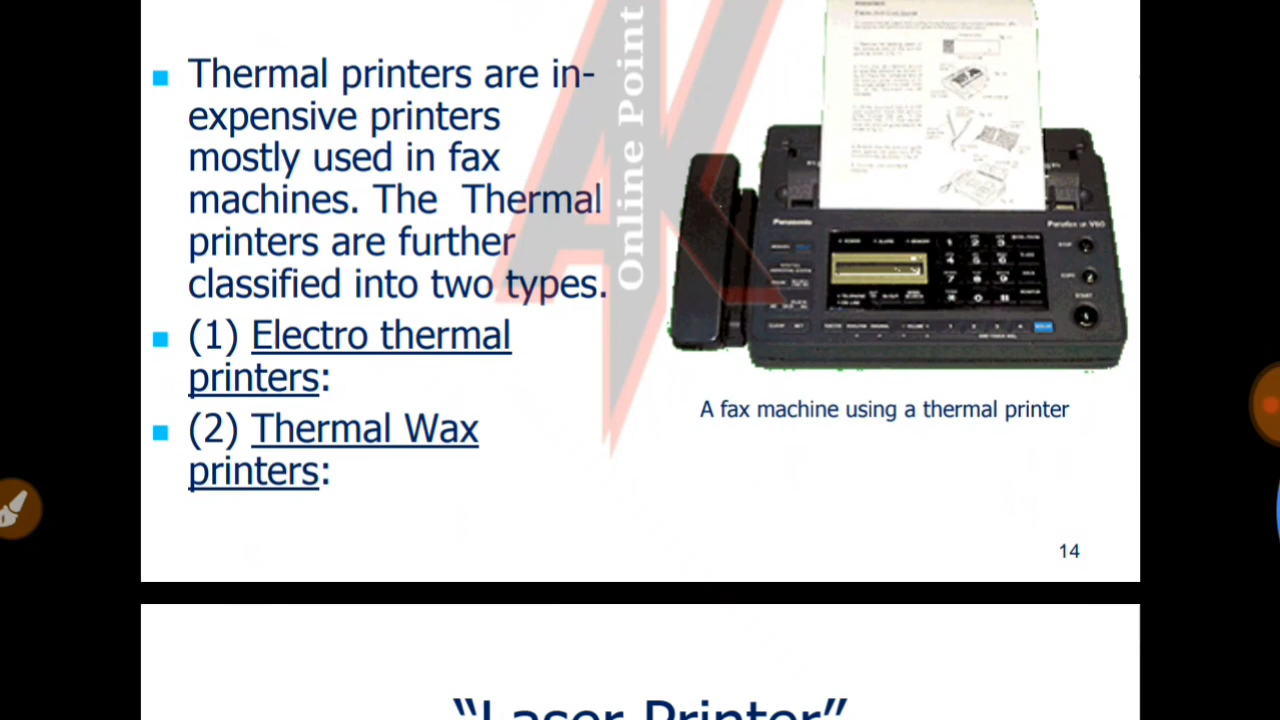 Thermal printers are in-
expensive printers
mostly used in fax
machines. The Thermal
printers are further
classified into two types.
(1) Electro thermal
printers:
(2) Thermal Wax
printers:
Online Point
Panasonic
A fax machine using a thermal printer
14
“Laser Printer”